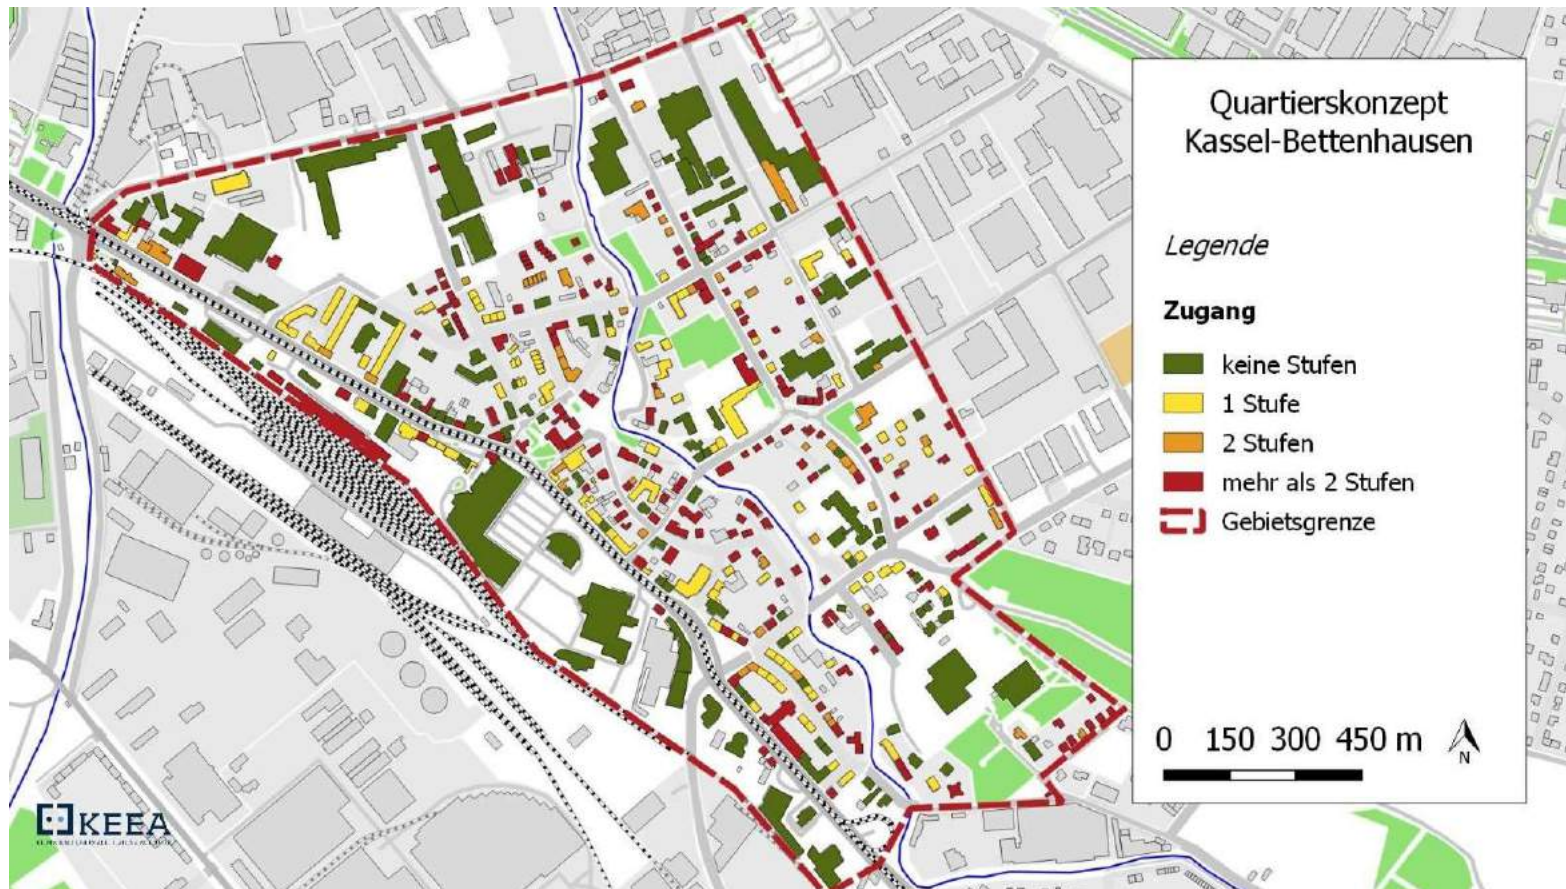 Quartierskonzept
Kassel-Bettenhausen
Legende
Zugang
keine Stufen
1 Stufe
2 Stufen
mehr als 2 Stufen
Gebietsgrenze
0 150 300 450 m
N
KEEA